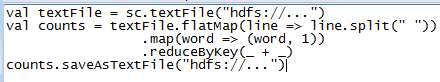 val textFile = sc.textFile("hdfs://...")
val counts = textFile.flatMap(line => line.split(" "))
.map(word => (word, 1))
.reduceByKey(_ + _)
counts.saveAsTextFile("hdfs://...")